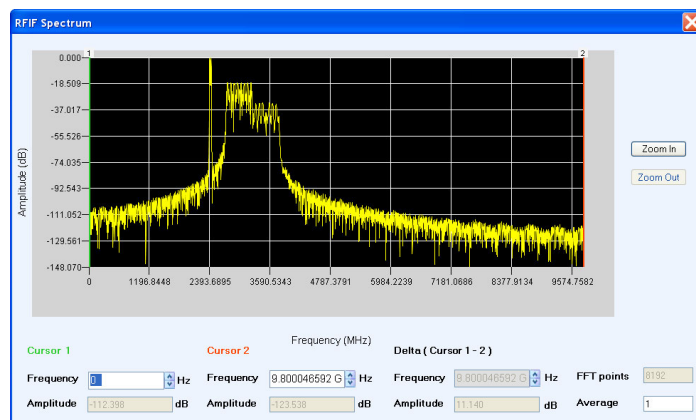 RFIF Spectrum
1
2
0.000
-18.509
-37.017
-55.526
-74.035
-92.543
-111.052
-129.561
-148.070
Amplitude (dB)
0
1196.8448
2393.6895
3590.5343
4787.3791
5984.2239
7181.0686
8377.9134
9574.7582
Frequency (MHz)
Zoom In
Zoom Out
Cursor 1
Cursor 2
Delta ( Cursor 1 - 2 )
Frequency 0 Hz
Frequency 9.800046592 G Hz
Frequency 9.800046592 G Hz
FFT points 8192
Amplitude -112.398 dB
Amplitude -123.538 dB
Amplitude 11.140 dB
Average 1